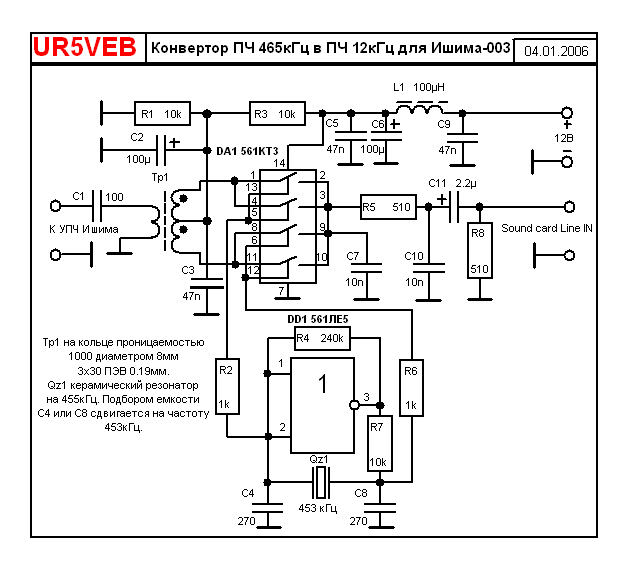 UR5VEB
Конвертор ПЧ 465кГц в ПЧ 12кГц для Ишима-003
04.01.2006
L1 100µH
R1 10k
R3 10k
C2
100µ
DA1 561КТ3
C5
47n
C6
100µ
C9
47n
+
12В
−
14
Тр1
C1
100
К УПЧ Ишима
1
13
4
5
8
6
11
12
2
3
9
10
7
R5 510
C11 2.2µ
R8
510
Sound card Line IN
C3
47n
C7
10n
C10
10n
DD1 561ЛЕ5
R4 240k
Тр1 на кольце проницаемостью
1000 диаметром 8мм
3х30 ПЭВ 0.19мм.
Qz1 керамический резонатор
на 455кГц. Подбором емкости
С4 или С8 сдвигается на частоту
453кГц.
R2
1k
1
1
2
3
R6
1k
R7
10k
Qz1
453 кГц
C4
270
C8
270